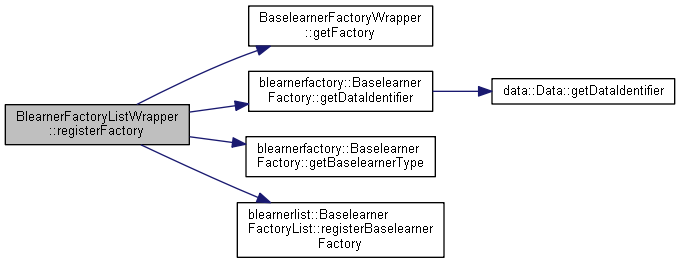 BaselearnerFactoryWrapper
::getFactory
blearnerfactory::Baselearner
Factory::getDataIdentifier
data::Data::getDataIdentifier
BlearnerFactoryListWrapper
::registerFactory
blearnerfactory::Baselearner
Factory::getBaselearnerType
blearnerlist::Baselearner
FactoryList::registerBaselearner
Factory